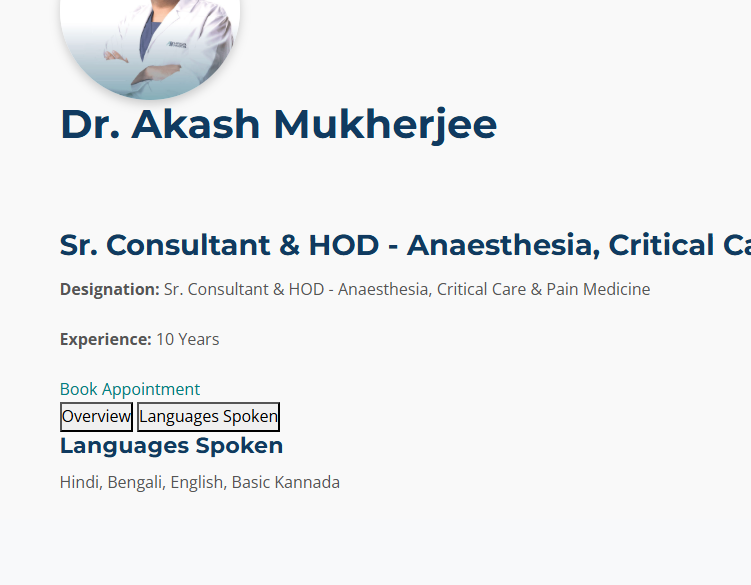 Dr. Akash Mukherjee
Sr. Consultant & HOD - Anaesthesia, Critical Ca
Designation: Sr. Consultant & HOD - Anaesthesia, Critical Care & Pain Medicine
Experience: 10 Years
Book Appointment
Overview Languages Spoken
Languages Spoken
Hindi, Bengali, English, Basic Kannada